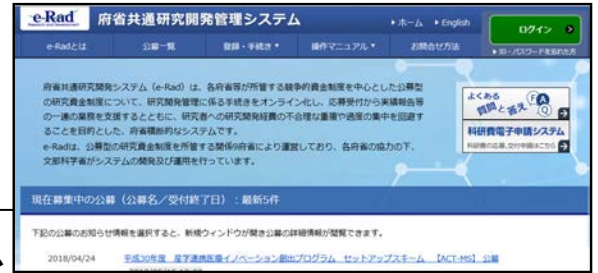 e-Rad 府省共通研究開発管理システム
▸ホーム ▸English
ログイン
▸ID・パスワードを忘れた方
e-Radとは 公募一覧 登録・手続き▼ 操作マニュアル▼ お問合せ方法
府省共通研究開発システム（e-Rad）は、各府省等が所管する競争的資金制度を中心とした公募型
の研究資金制度について、研究開発管理に係る手続きをオンライン化し、応募受付から実績報告等
の一連の業務を支援するとともに、研究者への研究開発経費の不合理な重複や過度の集中を回避す
ることを目的とした、府省横断的なシステムです。
e-Radは、公募型の研究資金制度を所管する関係9府省により運営しており、各府省の協力の下、
文部科学省がシステムの開発及び運用を行っています。
よくある
質問と答え
FAQ
科研費電子申請システム
科研費の応募、交付申請はこちら
現在募集中の公募（公募名／受付終了日）：最新5件
下記の公募のお知らせ情報を選択すると、新規ウィンドウが開き公募の詳細情報が閲覧できます。
2018/04/24 平成30年度 産学連携医療イノベーション創出プログラム セットアップスキーム 【ACT-MS】 公募